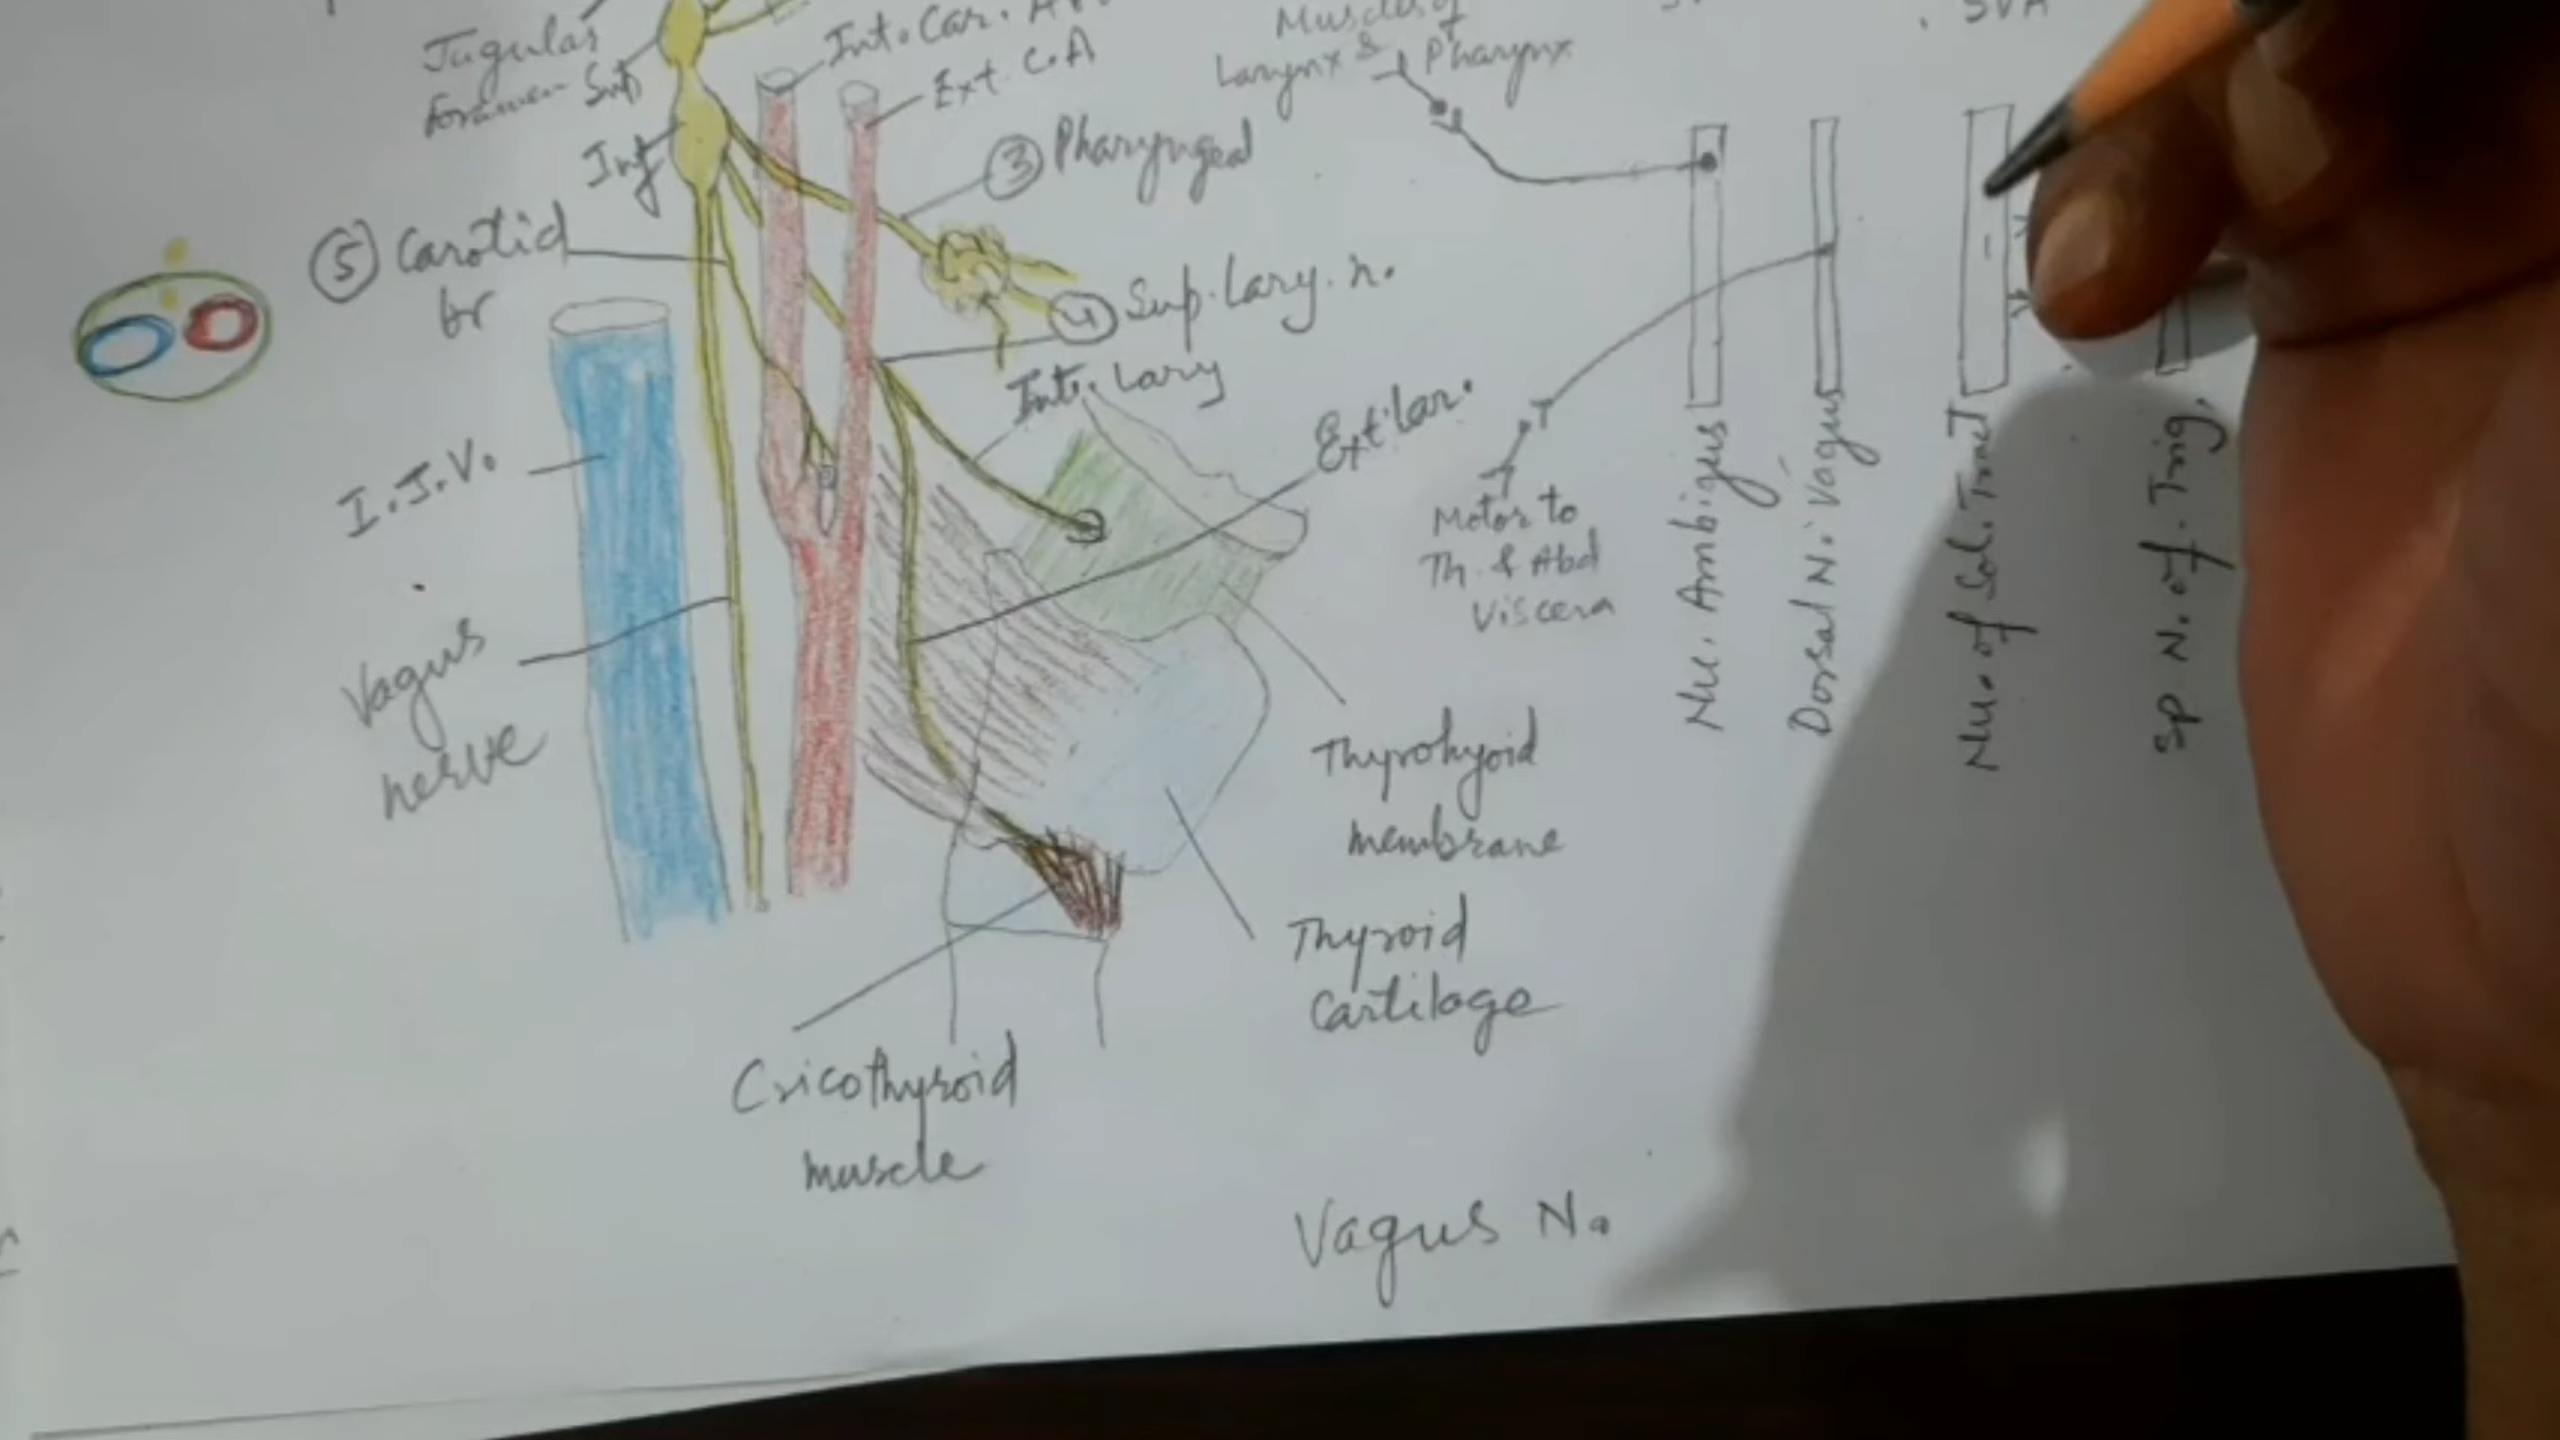 Jugular
Foramen
Sup
Inf
Int. Car. A
Ext. C.A
Muscles of
Larynx & Pharynx
. SVA
③ Pharyngeal
⑤ Carotid
br
④ Sup. lary. n.
Int. Lary
Ext. lar.
I.J.V.
Vagus
nerve
Motor to
Th. & Abd
Viscera
Nu. Ambigus
Dorsal N. Vagus
Nu. of Sol. Tract
Sp N. of. Trig.
Thyrohyoid
membrane
Thyroid
Cartilage
Cricothyroid
muscle
Vagus N.